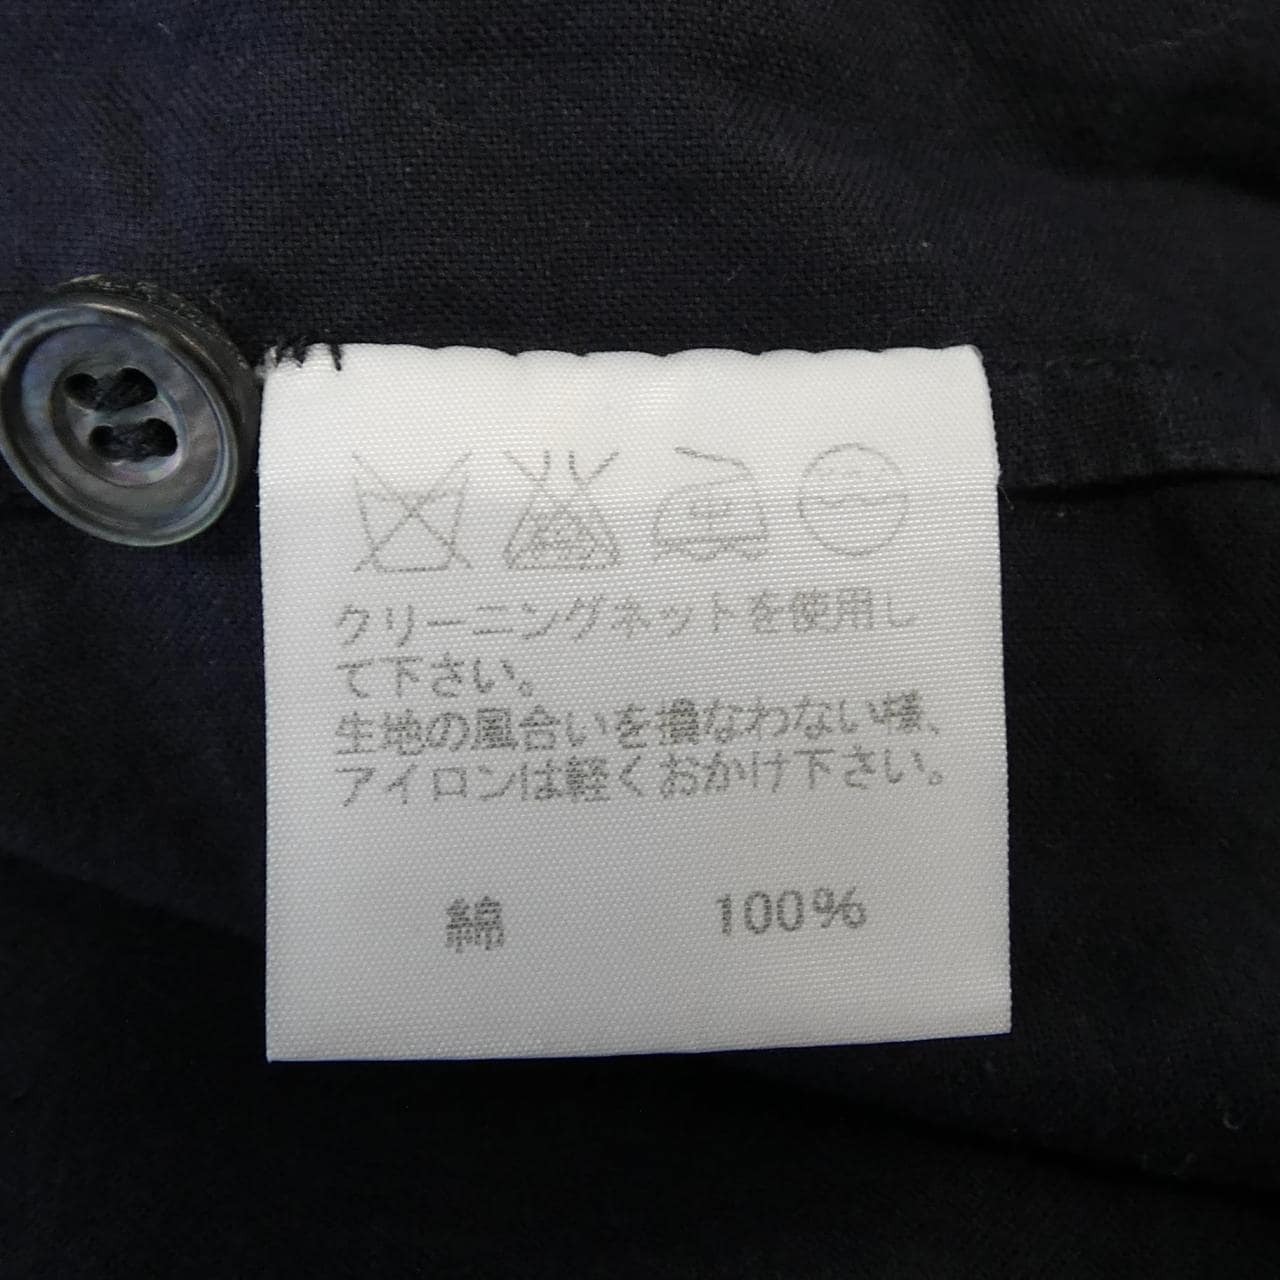 クリーニングネットを使用し
て下さい。
生地の風合いを損なわない様、
アイロンは軽くおかけ下さい。
綿 100%